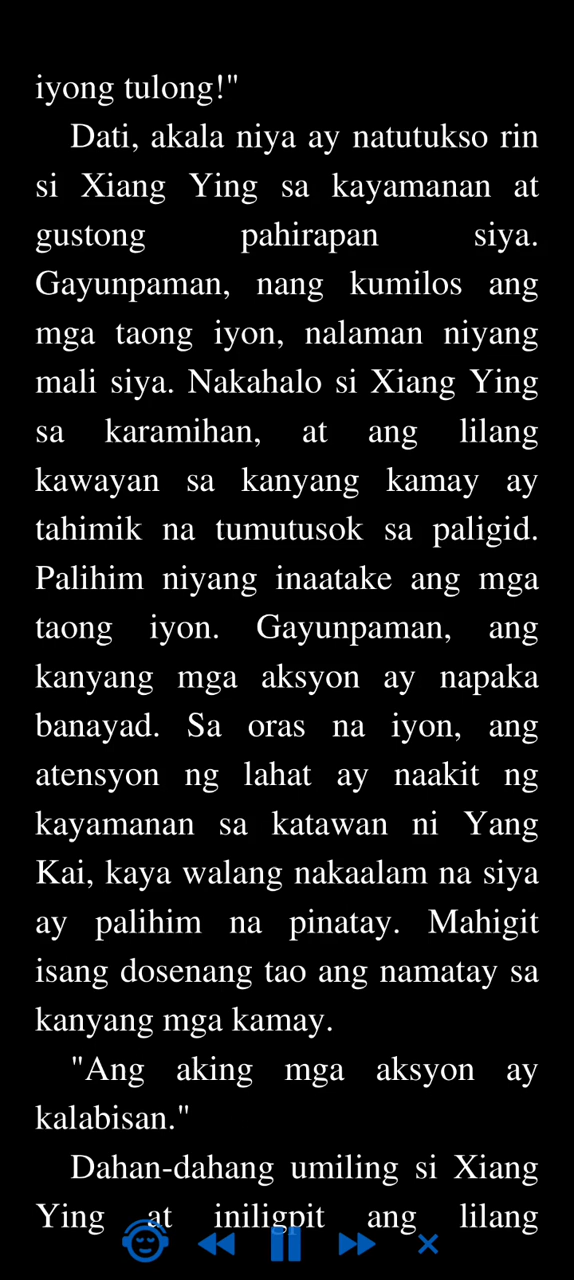 iyong tulong!"
Dati, akala niya ay natutukso rin
si Xiang Ying sa kayamanan at
gustong pahirapan siya.
Gayunpaman, nang kumilos ang
mga taong iyon, nalaman niyang
mali siya. Nakahalo si Xiang Ying
sa karamihan, at ang lilang
kawayan sa kanyang kamay ay
tahimik na tumutusok sa paligid.
Palihim niyang inaatake ang mga
taong iyon. Gayunpaman, ang
kanyang mga aksyon ay napaka
banayad. Sa oras na iyon, ang
atensyon ng lahat ay naakit ng
kayamanan sa katawan ni Yang
Kai, kaya walang nakaalam na siya
ay palihim na pinatay. Mahigit
isang dosenang tao ang namatay sa
kanyang mga kamay.
"Ang aking mga aksyon ay
kalabisan."
Dahan-dahang umiling si Xiang
Ying at iniligpit ang lilang